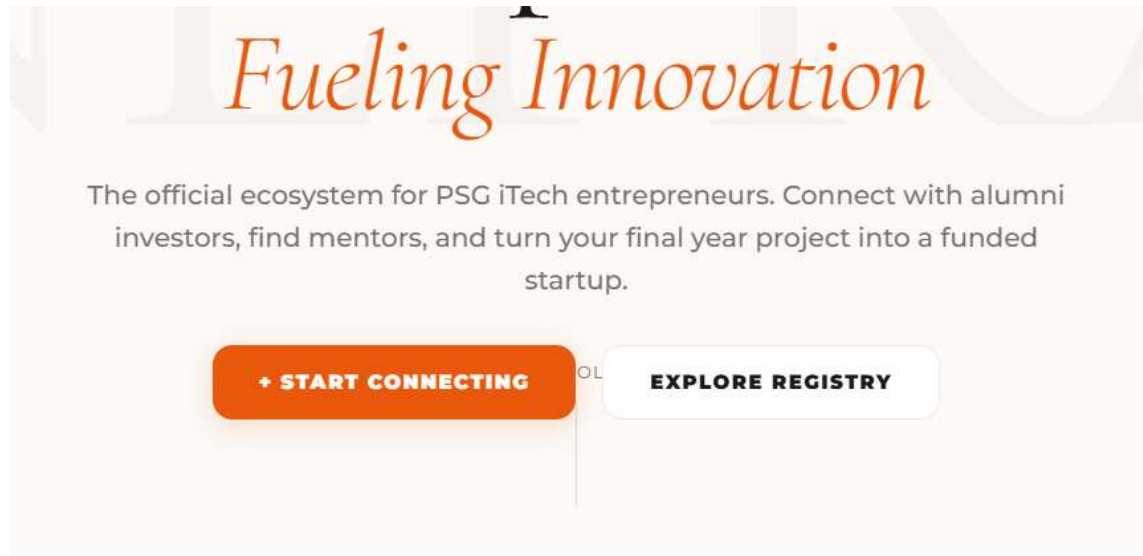 Fueling Innovation
The official ecosystem for PSG iTech entrepreneurs. Connect with alumni
investors, find mentors, and turn your final year project into a funded
startup.
+ START CONNECTING
OL
EXPLORE REGISTRY